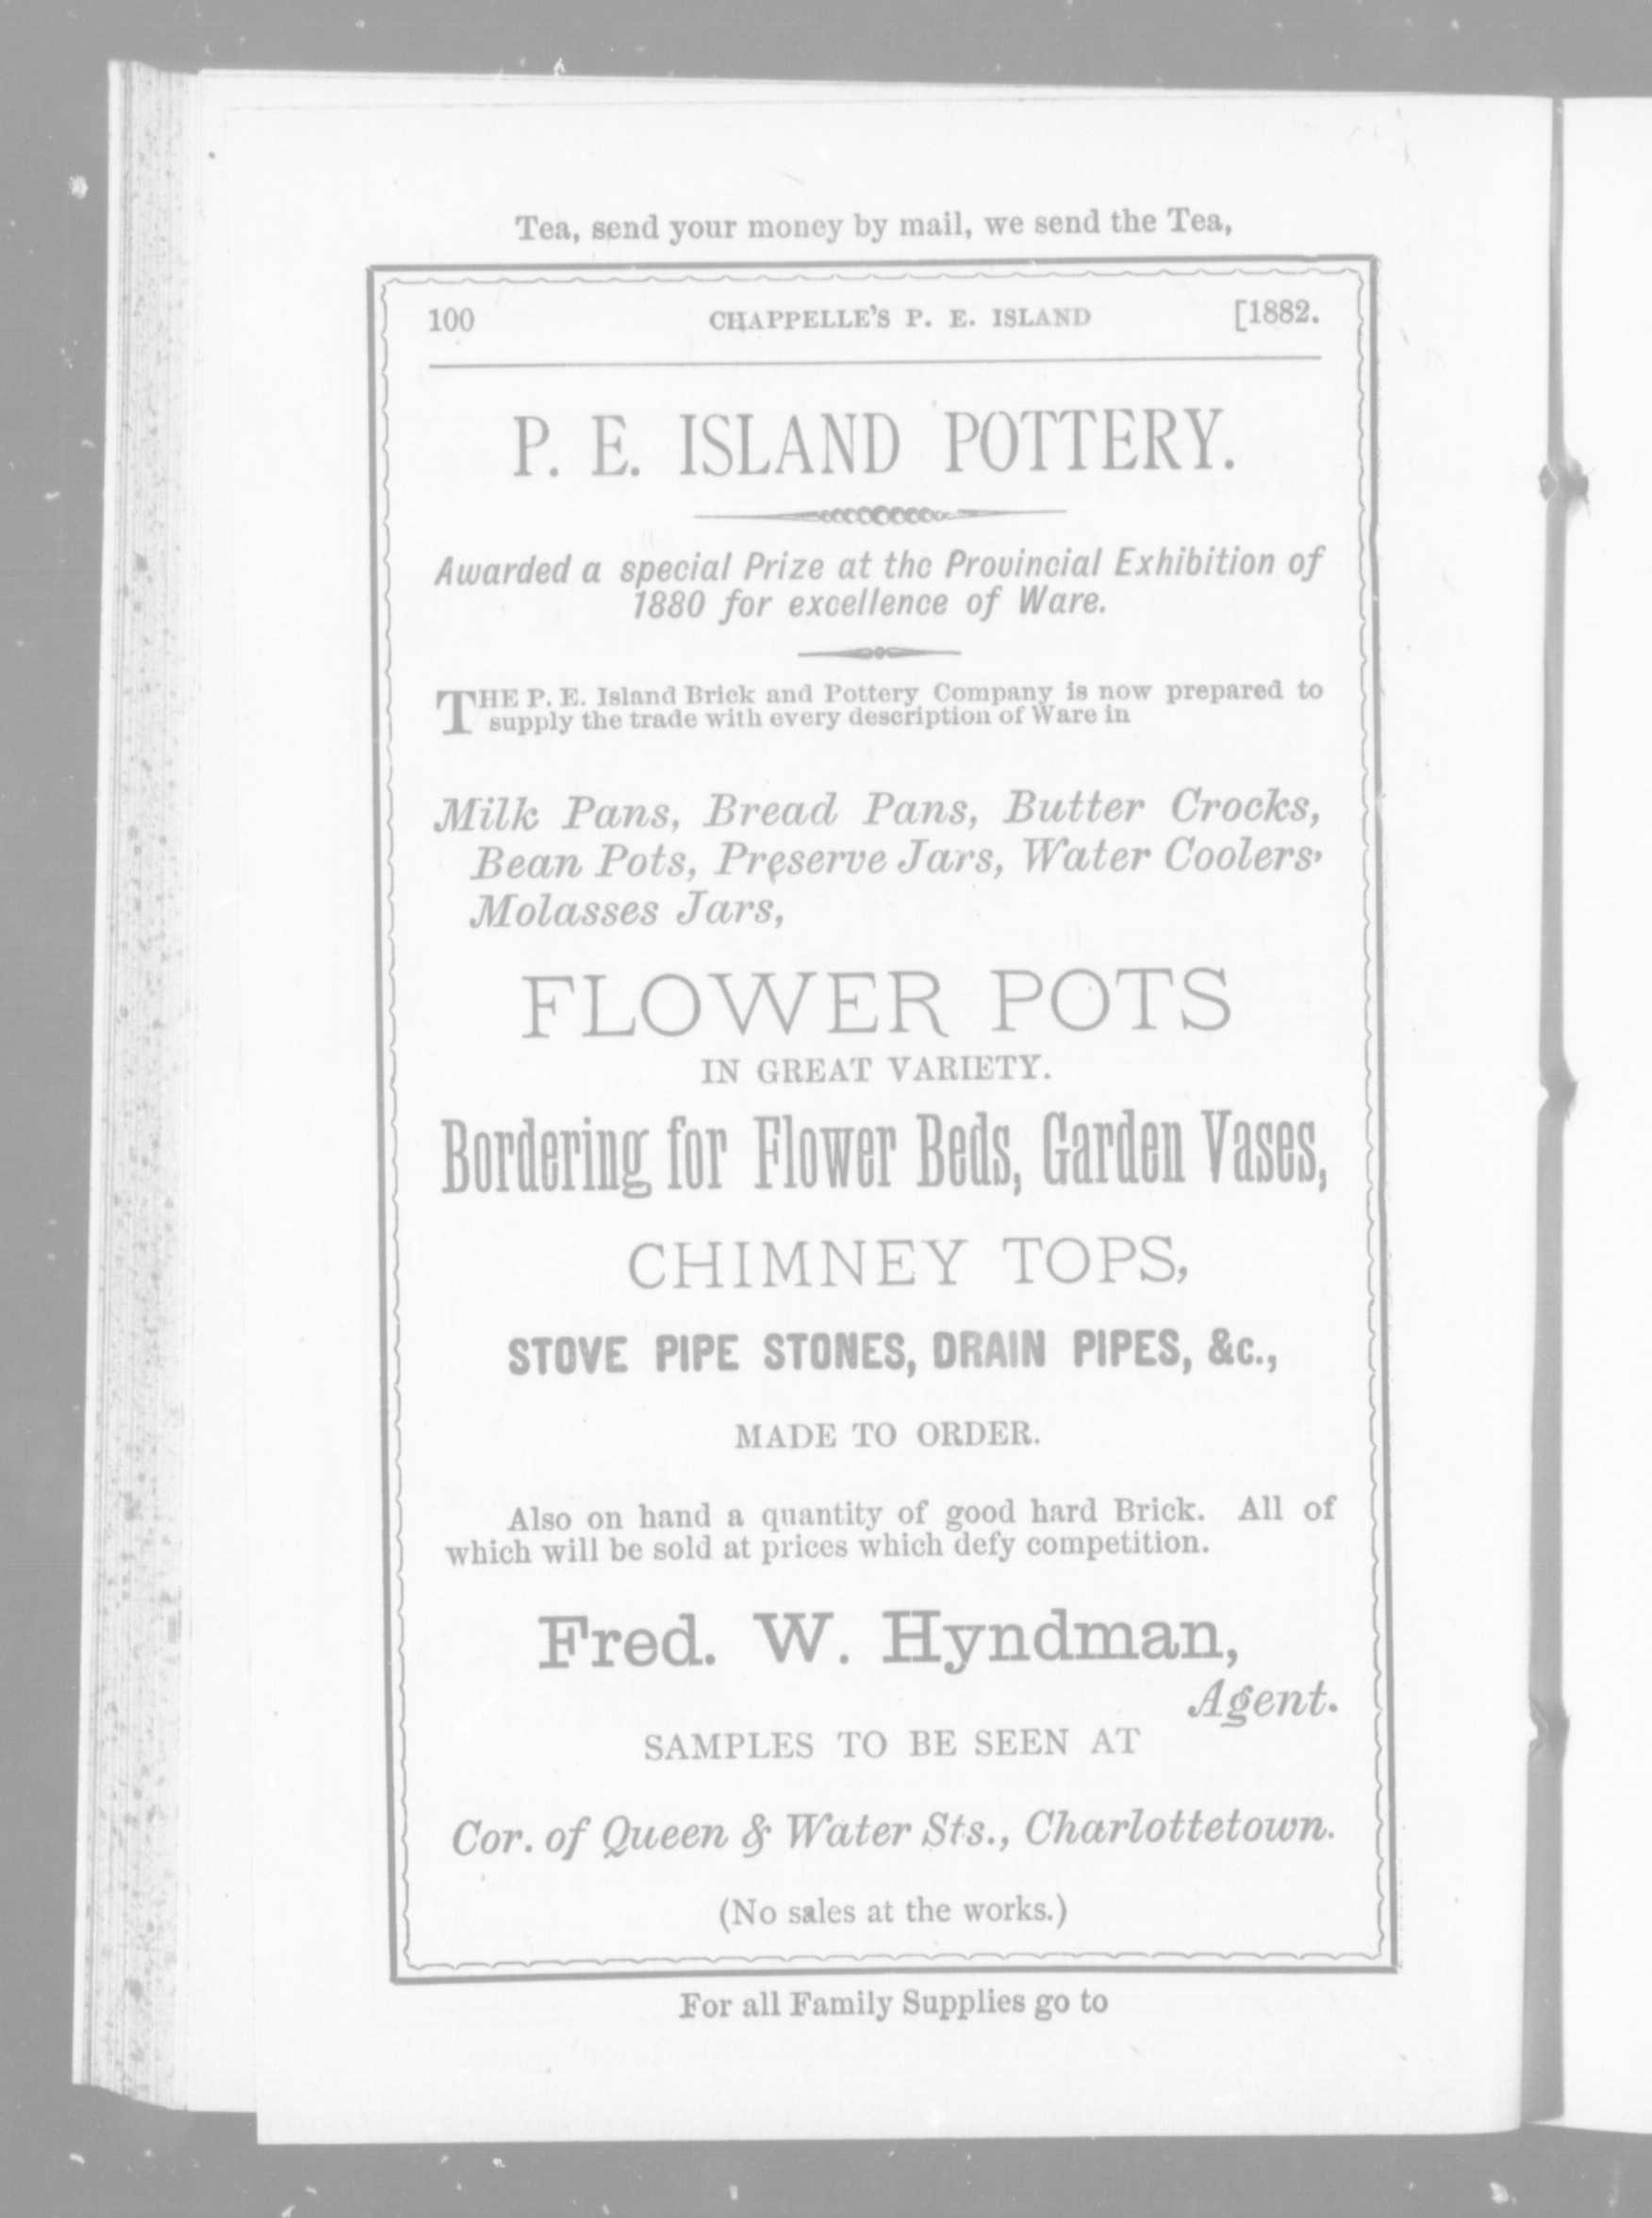 Tea, send your money by mail, we send the Tea,
100 CHAPPELLE'S P. E. ISLAND [1882.
P. E. ISLAND POTTERY.
Awarded a special Prize at the Provincial Exhibition of
1880 for excellence of Ware.
THE P. E. Island Brick and Pottery Company is now prepared to
supply the trade with every description of Ware in
Milk Pans, Bread Pans, Butter Crocks,
Bean Pots, Preserve Jars, Water Coolers,
Molasses Jars,
FLOWER POTS
IN GREAT VARIETY.
Bordering for Flower Beds, Garden Vases,
CHIMNEY TOPS,
STOVE PIPE STONES, DRAIN PIPES, &c.,
MADE TO ORDER.
Also on hand a quantity of good hard Brick. All of
which will be sold at prices which defy competition.
Fred. W. Hyndman,
Agent.
SAMPLES TO BE SEEN AT
Cor. of Queen & Water Sts., Charlottetown.
(No sales at the works.)
For all Family Supplies go to